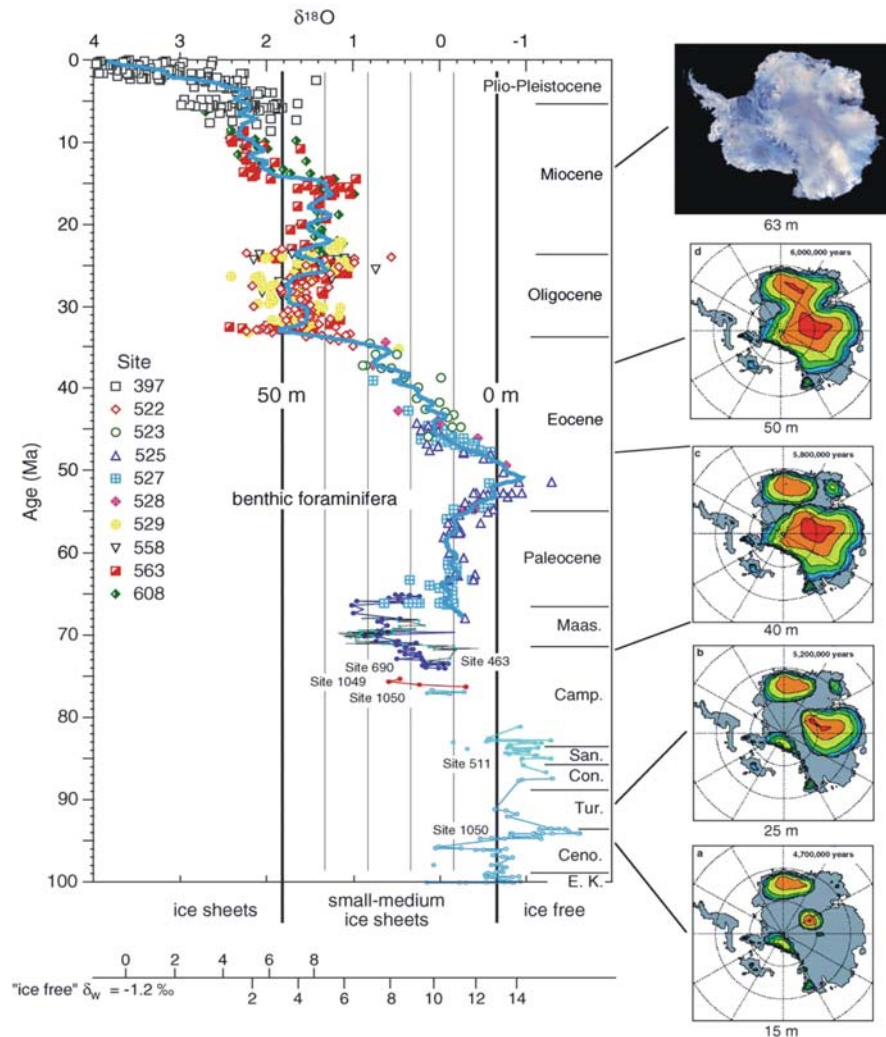 δ18O
4 3 2 1 0 -1
0
10
20
30
40
50
60
70
80
90
100
Age (Ma)
Plio-Pleistocene
Miocene
Oligocene
Eocene
Paleocene
Maas.
Camp.
San.
Con.
Tur.
Ceno.
E. K.
Site
397
522
523
525
527
528
529
558
563
608
50 m
0 m
benthic foraminifera
Site 690
Site 463
Site 1049
Site 1050
Site 511
Site 1050
ice sheets
small-medium
ice sheets
ice free
0 2 4 6 8
"ice free" δw = -1.2 ‰
2 4 6 8 10 12 14
63 m
d
6,000,000 years
50 m
c
5,800,000 years
40 m
b
5,200,000 years
25 m
a
4,700,000 years
15 m